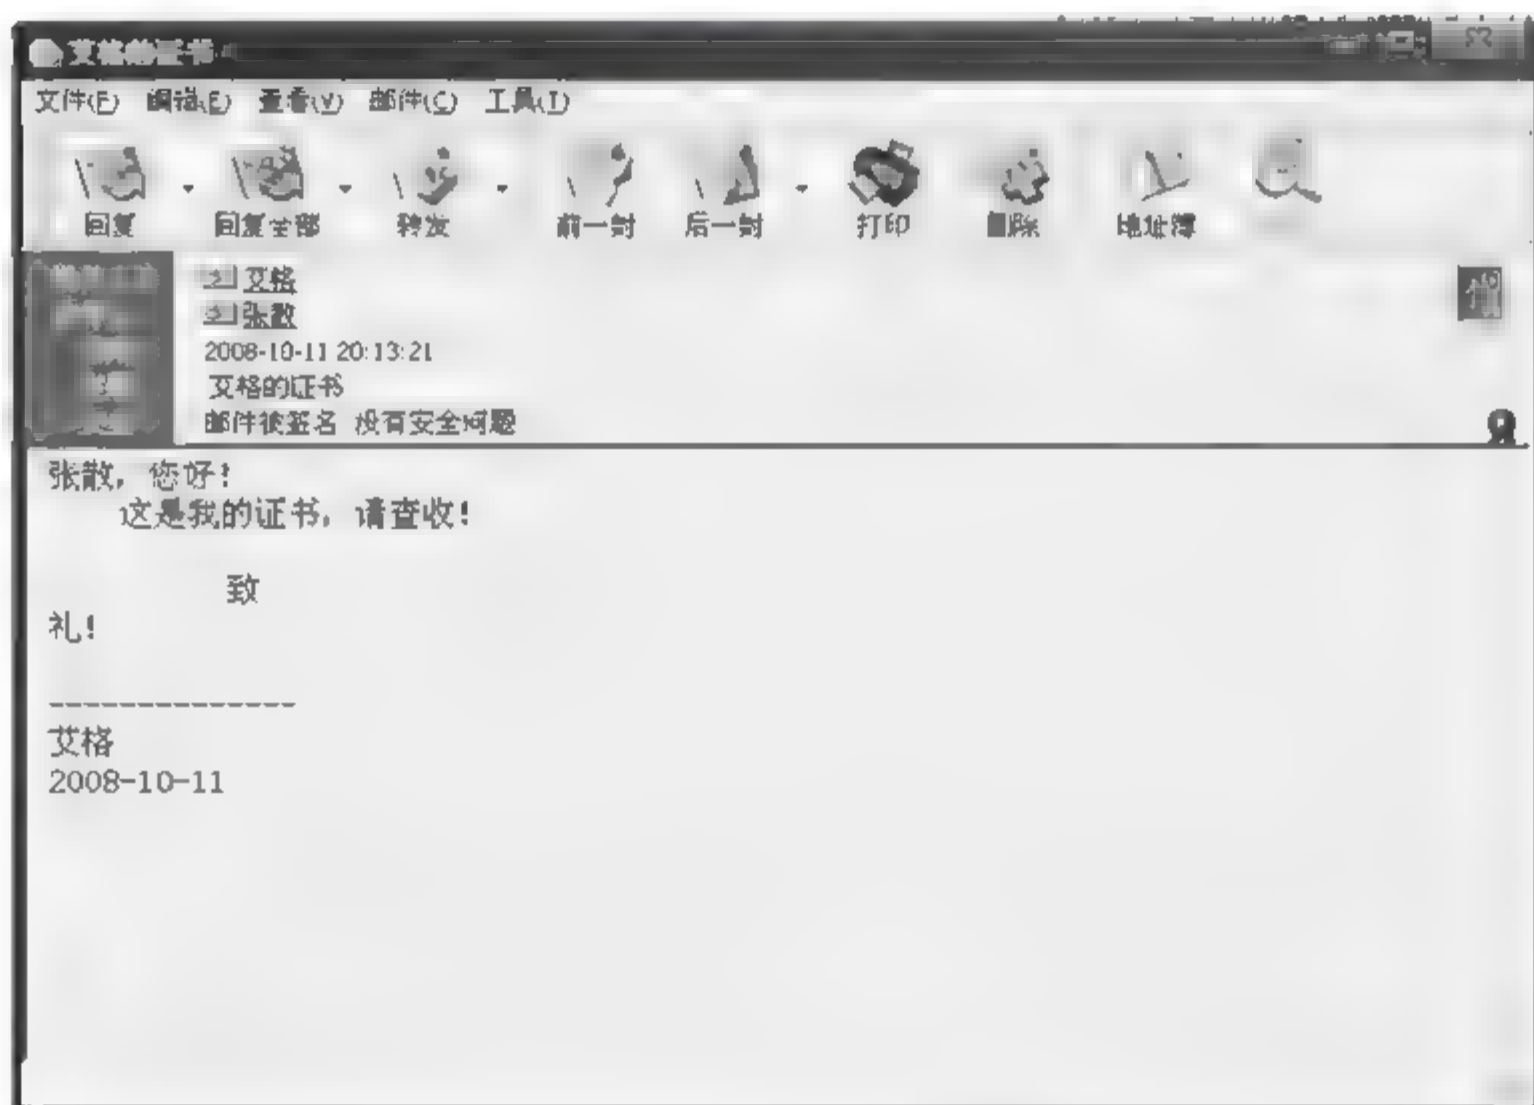 艾格的证书
文件(F) 编辑(E) 查看(V) 邮件(C) 工具(T)
回复 回复全部 转发 前一封 后一封 打印 删除 地址簿
艾格
张散
2008-10-11 20:13:21
艾格的证书
邮件被签名 没有安全问题
张散，您好！
这是我的证书，请查收！
致
礼！
--------------
艾格
2008-10-11